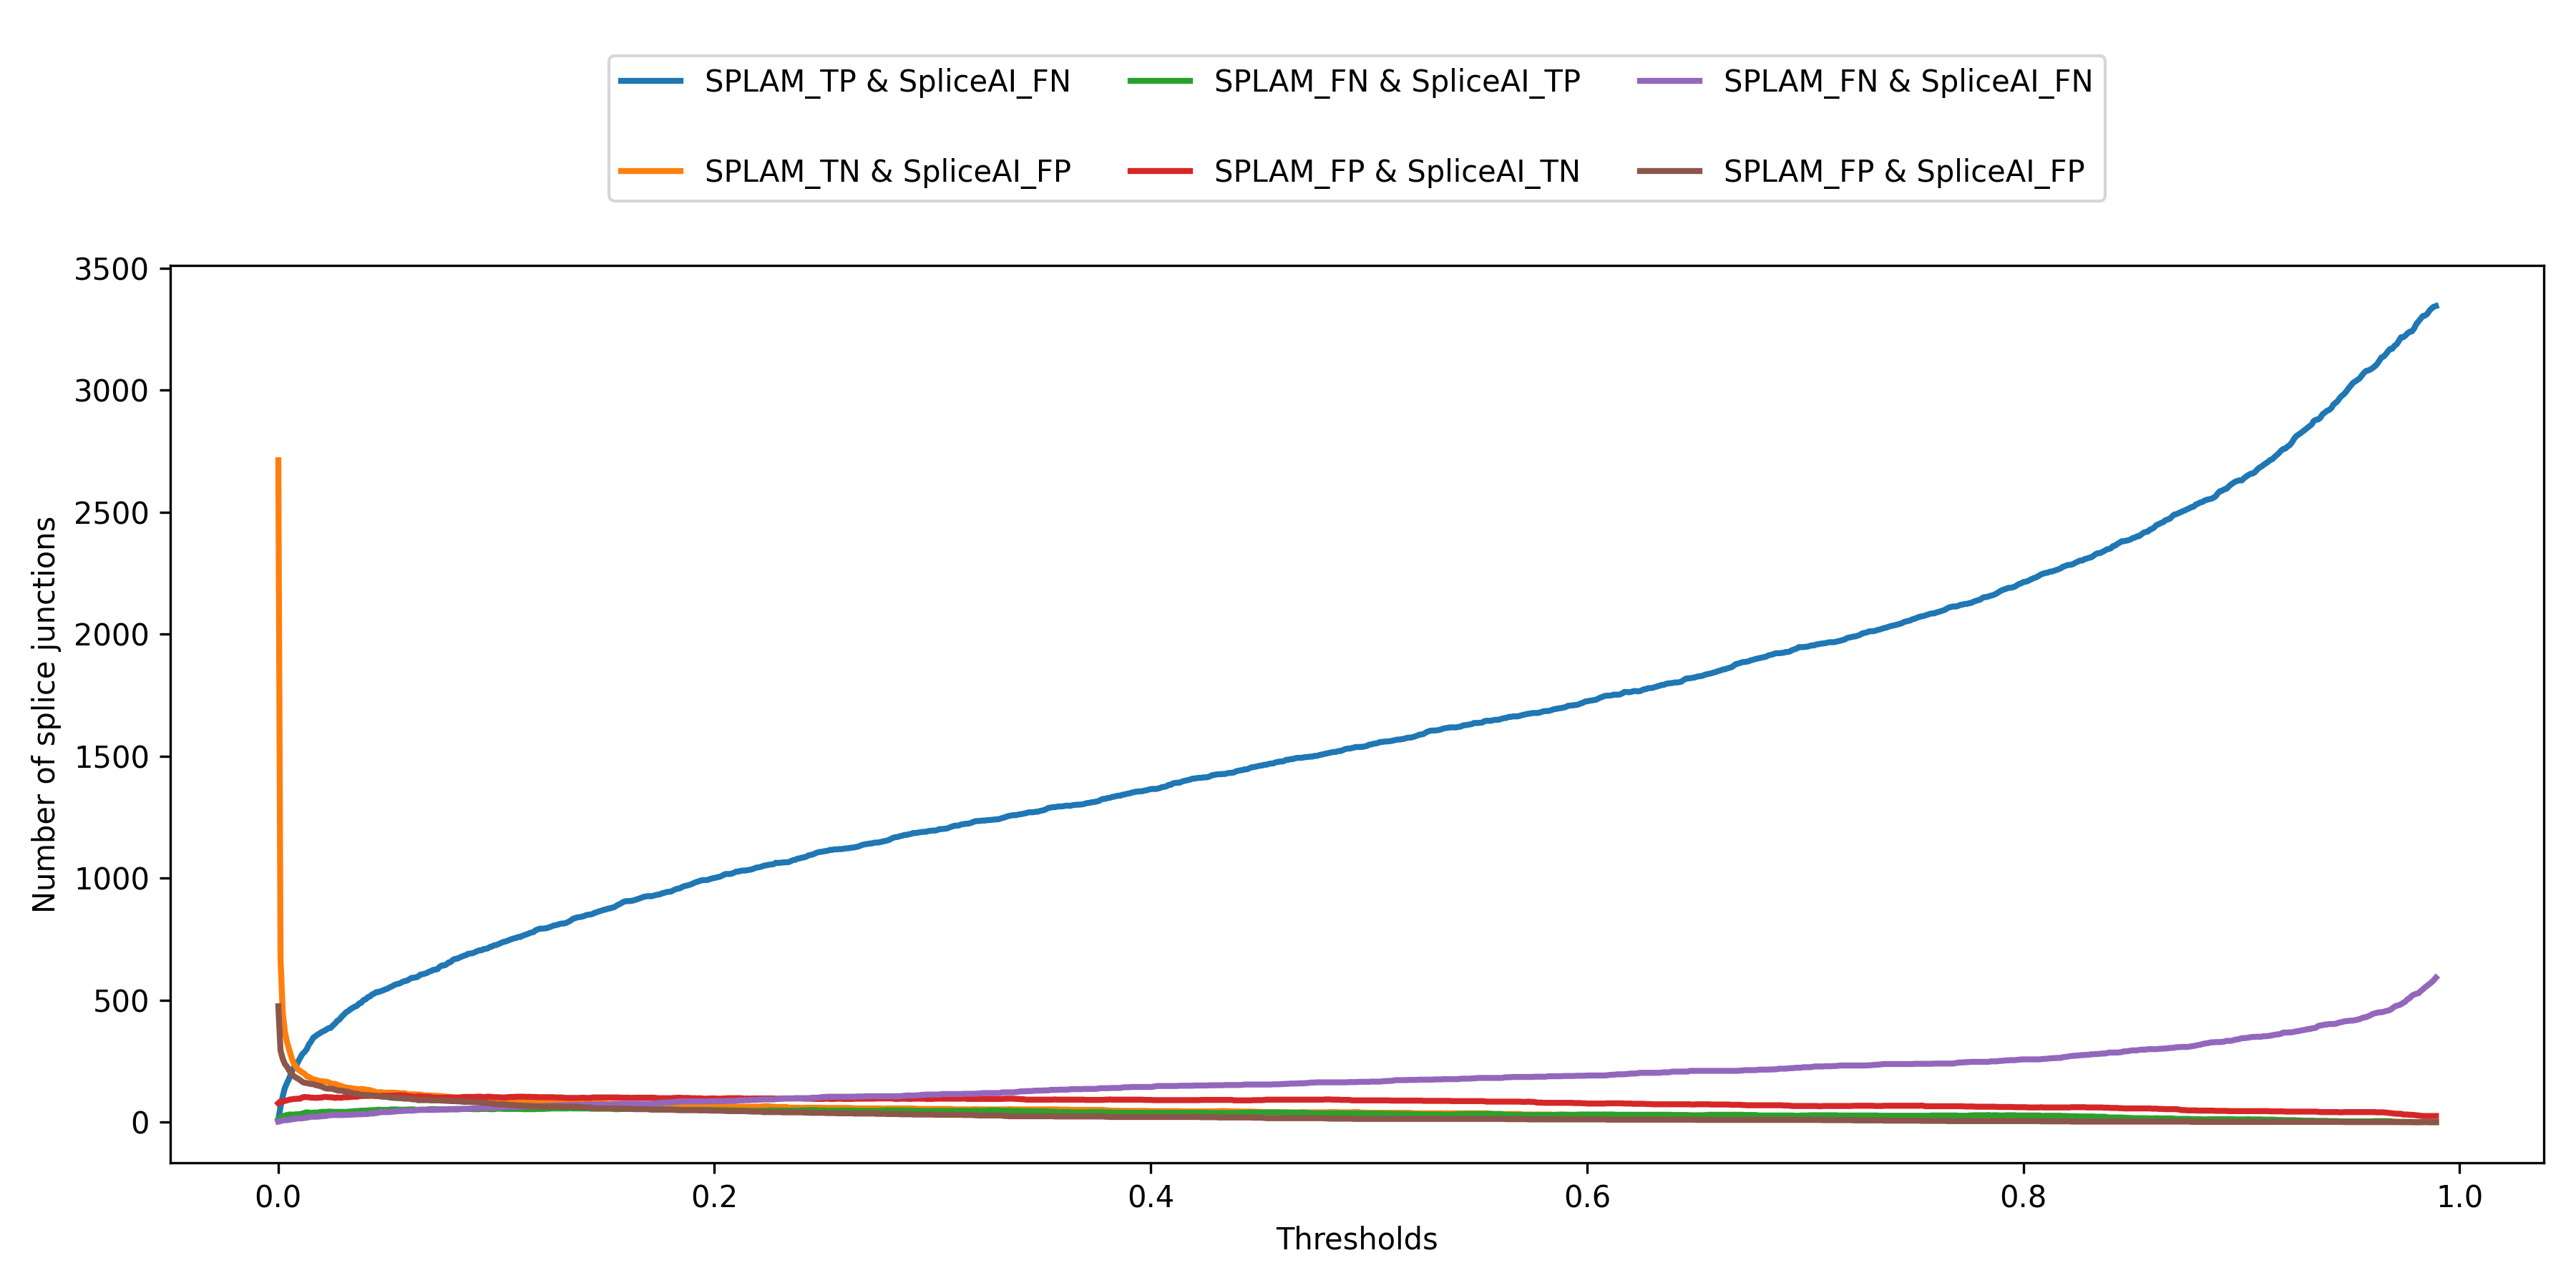 SPLAM_TP & SpliceAI_FN
SPLAM_FN & SpliceAI_TP
SPLAM_FN & SpliceAI_FN
SPLAM_TN & SpliceAI_FP
SPLAM_FP & SpliceAI_TN
SPLAM_FP & SpliceAI_FP
3500
3000
2500
2000
1500
1000
500
0
Number of splice junctions
0.0
0.2
0.4
0.6
0.8
1.0
Thresholds